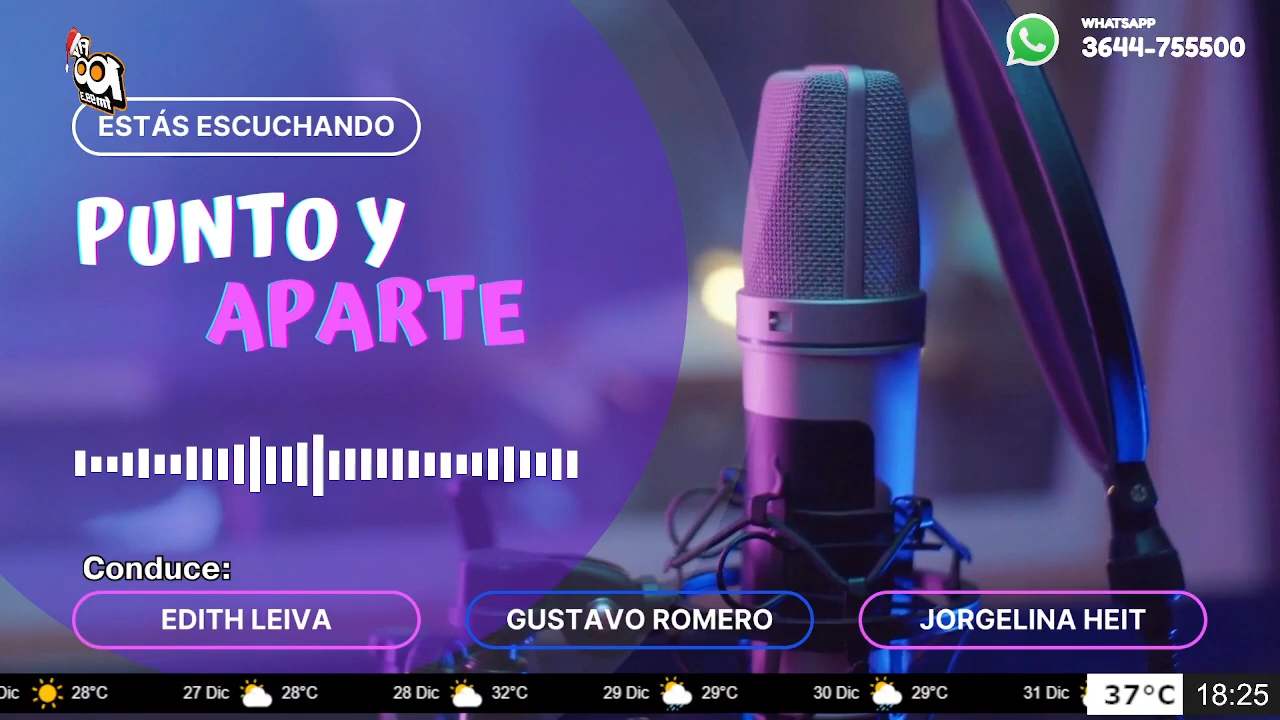 WHATSAPP
3644-755500
ESTÁS ESCUCHANDO
PUNTO Y
APARTE
Conduce:
EDITH LEIVA
GUSTAVO ROMERO
JORGELINA HEIT
Dic 28°C 27 Dic 28°C 28 Dic 32°C 29 Dic 29°C 30 Dic 29°C 31 Dic 37°C 18:25